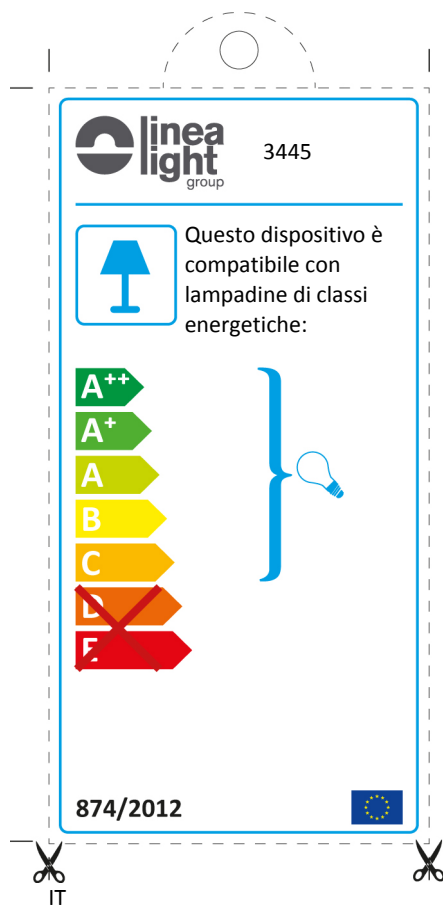 linea
light
group
3445
Questo dispositivo è
compatibile con
lampadine di classi
energetiche:
A++
A+
A
B
C
D
E
874/2012
IT